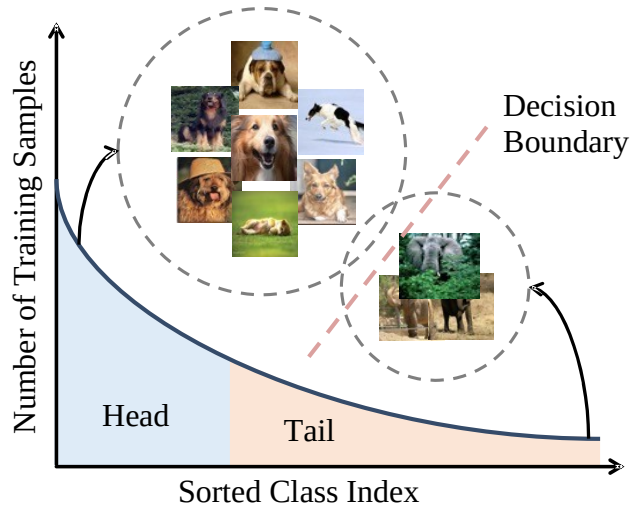 Number of Training Samples
Decision
Boundary
Head
Tail
Sorted Class Index